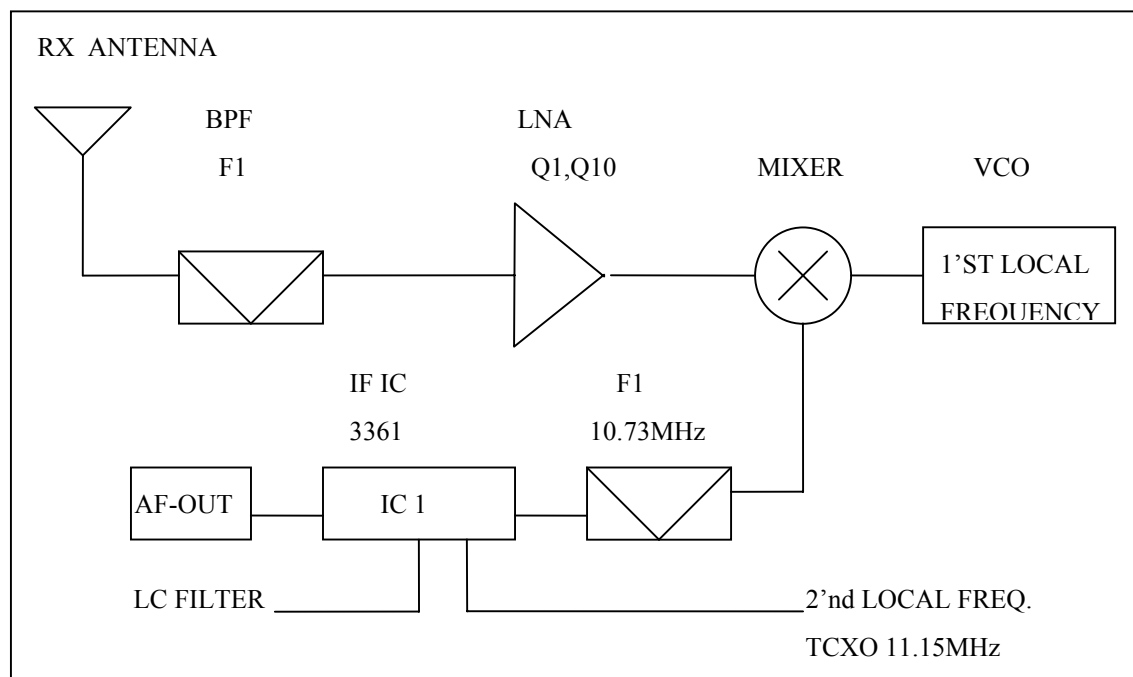 RX ANTENNA
BPF
F1
LNA
Q1,Q10
MIXER
VCO
1'ST LOCAL
FREQUENCY
IF IC
3361
F1
10.73MHz
AF-OUT
IC 1
LC FILTER
2'nd LOCAL FREQ.
TCXO 11.15MHz